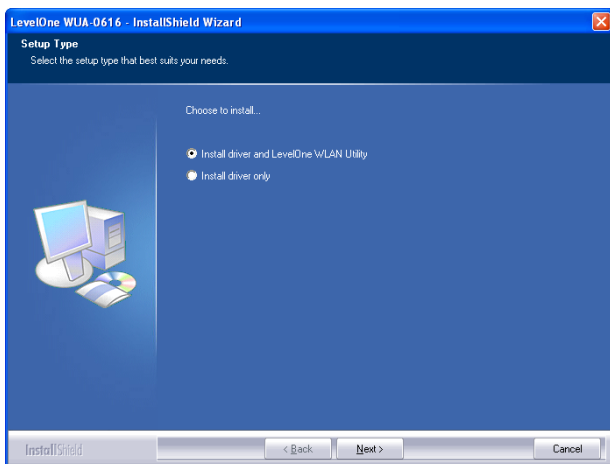 LevelOne WUA-0616 - InstallShield Wizard
Setup Type
Select the setup type that best suits your needs.
Choose to install...
Install driver and LevelOne WLAN Utility
Install driver only
InstallShield
< Back
Next >
Cancel